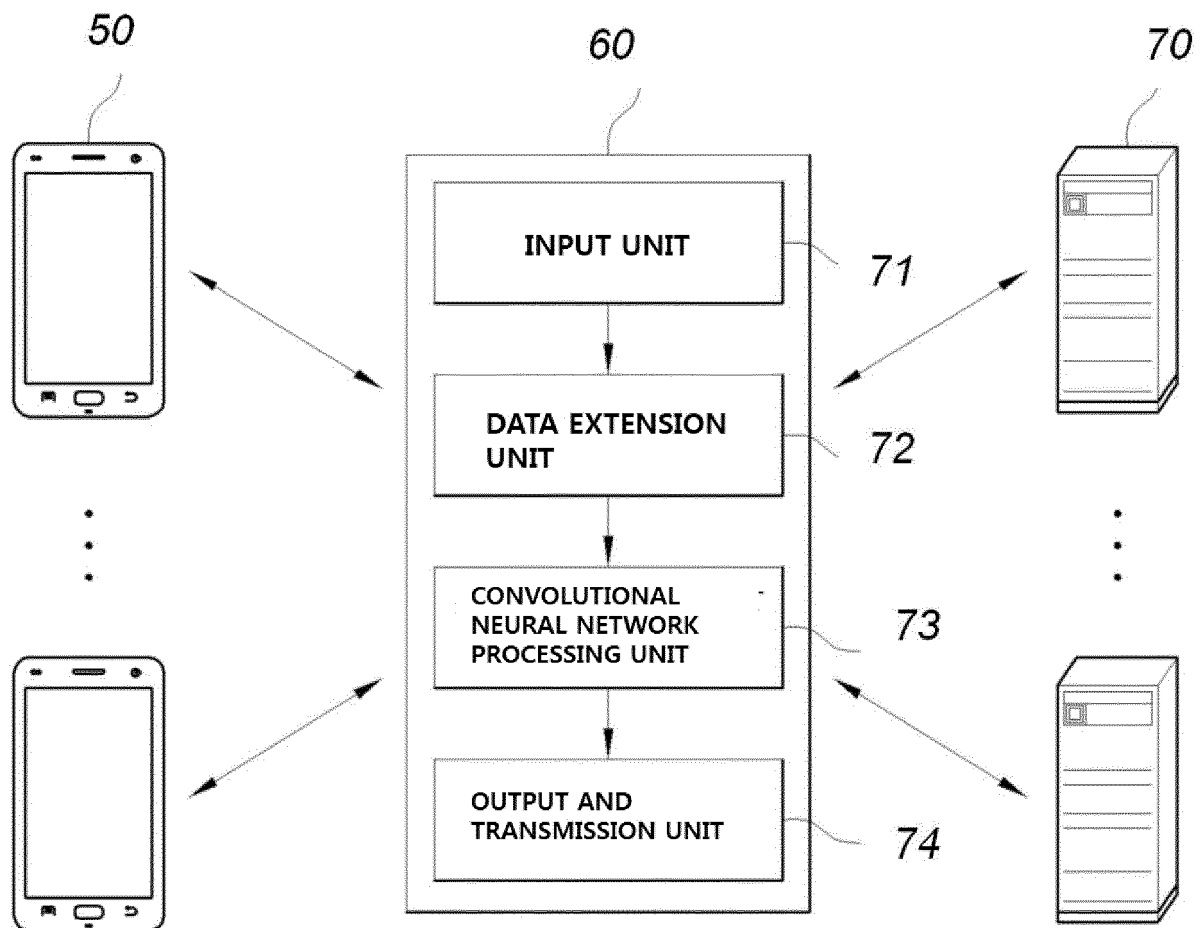 50
60
70
INPUT UNIT
71
DATA EXTENSION
UNIT
72
CONVOLUTIONAL
NEURAL NETWORK
PROCESSING UNIT
73
OUTPUT AND
TRANSMISSION UNIT
74